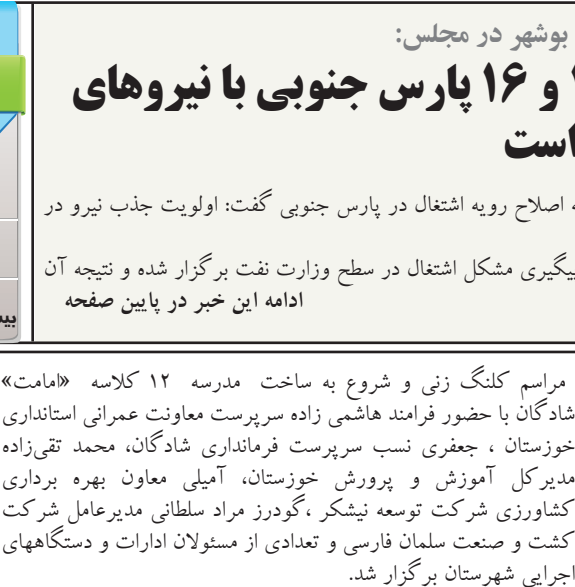 بوشهر در مجلس:
و ۱۶ پارس جنوبی با نیروهای
است
اصلاح رویه اشتغال در پارس جنوبی گفت: اولویت جذب نیرو در
پیگیری مشکل اشتغال در سطح وزارت نفت برگزار شده و نتیجه آن
ادامه این خبر در پایین صفحه
مراسم کلنگ زنی و شروع به ساخت مدرسه ۱۲ کلاسه «امامت»
شادگان با حضور فرامند هاشمی زاده سرپرست معاونت عمرانی استانداری
خوزستان ، جعفری نسب سرپرست فرمانداری شادگان، محمد تقی‌زاده
مدیرکل آموزش و پرورش خوزستان، آمیلی معاون بهره برداری
کشاورزی شرکت توسعه نیشکر ،گودرز مراد سلطانی مدیرعامل شرکت
کشت و صنعت سلمان فارسی و تعدادی از مسئولان ادارات و دستگاههای
اجرایی شهرستان برگزار شد.